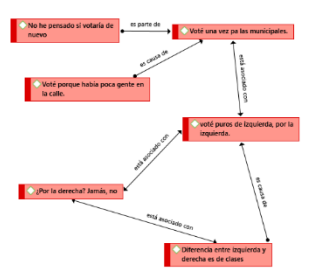 No he pensado si votaría de
nuevo
es parte de
Voté una vez pa las municipales.
es causa de
Voté porque había poca gente en
la calle.
está asociado con
voté puros de izquierda, por la
izquierda.
está asociado con
es causa de
¿Por la derecha? Jamás, no
está asociado con
Diferencia entre izquierda y
derecha es de clases